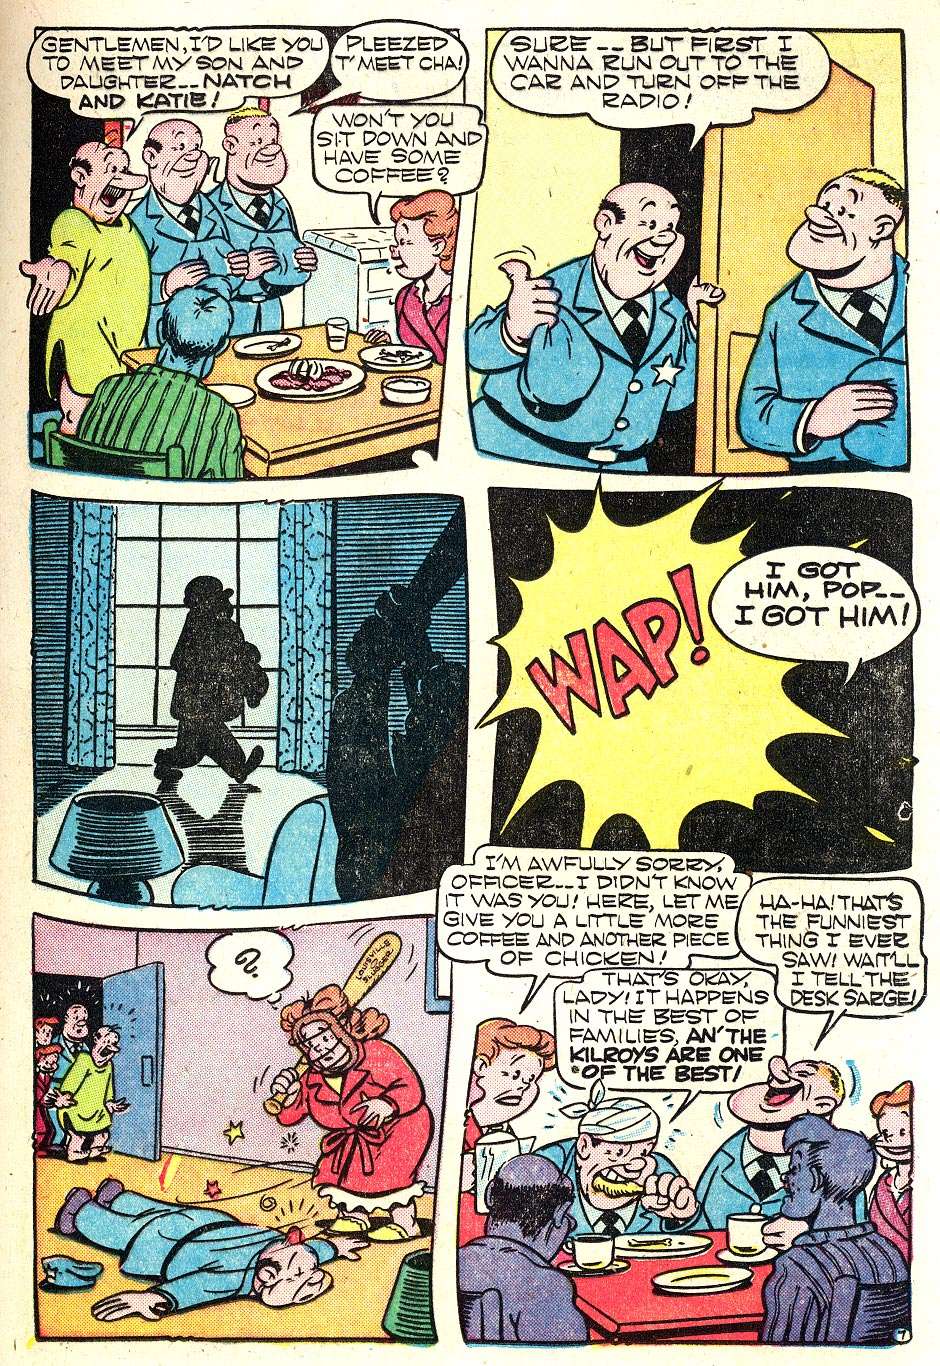 GENTLEMEN, I'D LIKE YOU
TO MEET MY SON AND
DAUGHTER-- NATCH
AND KATIE!
PLEEZED
T'MEET CHA!
WON'T YOU
SIT DOWN AND
HAVE SOME
COFFEE?
SURE -- BUT FIRST I
WANNA RUN OUT TO THE
CAR AND TURN OFF THE
RADIO!
WAP!
I GOT
HIM, POP--
I GOT HIM!
?
LOUISVILLE
SLUGGER
I'M AWFULLY SORRY,
OFFICER--I DIDN'T KNOW
IT WAS YOU! HERE, LET ME
GIVE YOU A LITTLE MORE
COFFEE AND ANOTHER PIECE
OF CHICKEN!
THAT'S OKAY,
LADY! IT HAPPENS
IN THE BEST OF
FAMILIES, AN' THE
KILROYS ARE ONE
OF THE BEST!
HA-HA! THAT'S
THE FUNNIEST
THING I EVER
SAW! WAIT'LL
I TELL THE
DESK SARGE!
7